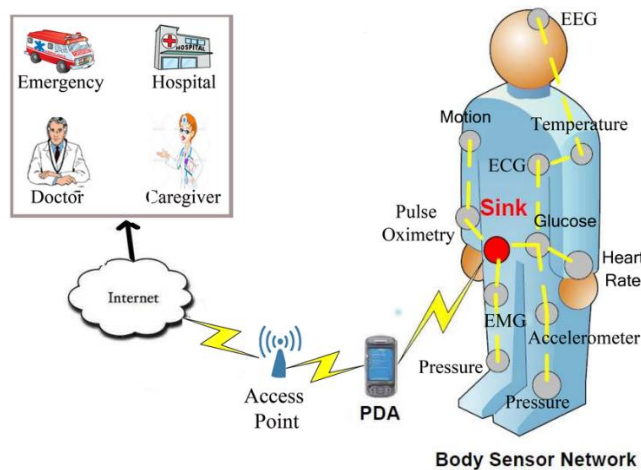 Emergency
Hospital
Doctor
Caregiver
Internet
Access
Point
PDA
EEG
Motion
Temperature
ECG
Sink
Pulse
Oximetry
Glucose
Heart
Rate
EMG
Accelerometer
Pressure
Pressure
Body Sensor Network